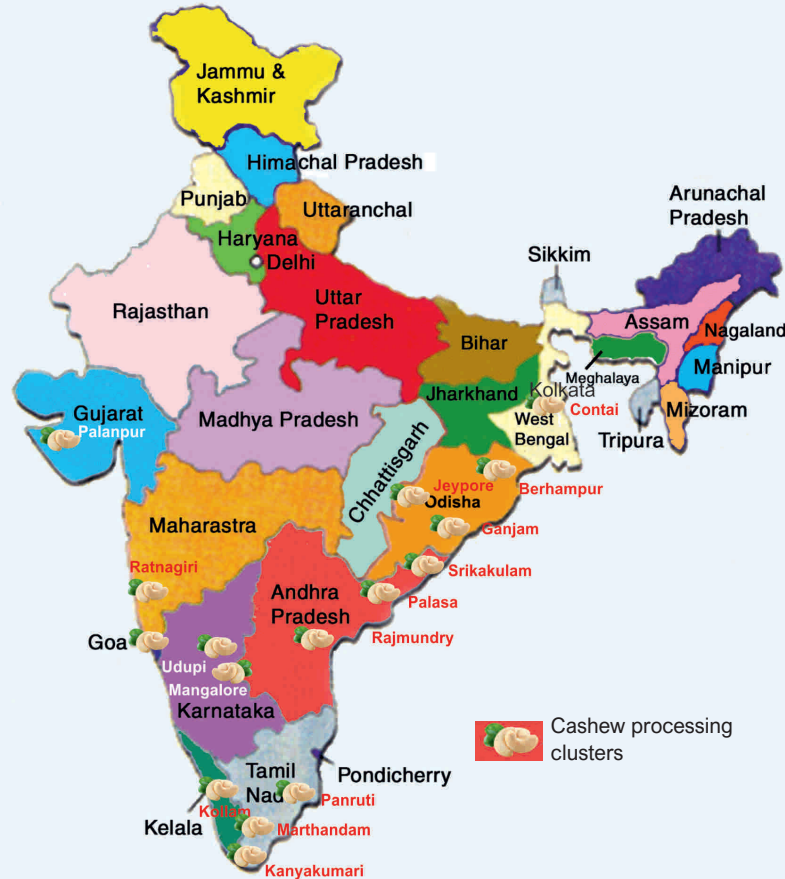 Jammu &
Kashmir
Himachal Pradesh
Punjab
Uttaranchal
Arunachal
Pradesh
Haryana
Delhi
Sikkim
Rajasthan
Uttar
Pradesh
Assam
Nagaland
Bihar
Meghalaya
Manipur
Jharkhand
Kolkata
Gujarat
Palanpur
Madhya Pradesh
Contai
Mizoram
West
Bengal
Tripura
Chhattisgarh
Jeypore
Berhampur
Odisha
Maharastra
Ganjam
Ratnagiri
Srikakulam
Andhra
Pradesh
Palasa
Goa
Rajmundry
Udupi
Mangalore
Karnataka
Cashew processing
clusters
Tamil
Nad
Pondicherry
Panruti
Kollam
Kelala
Marthandam
Kanyakumari